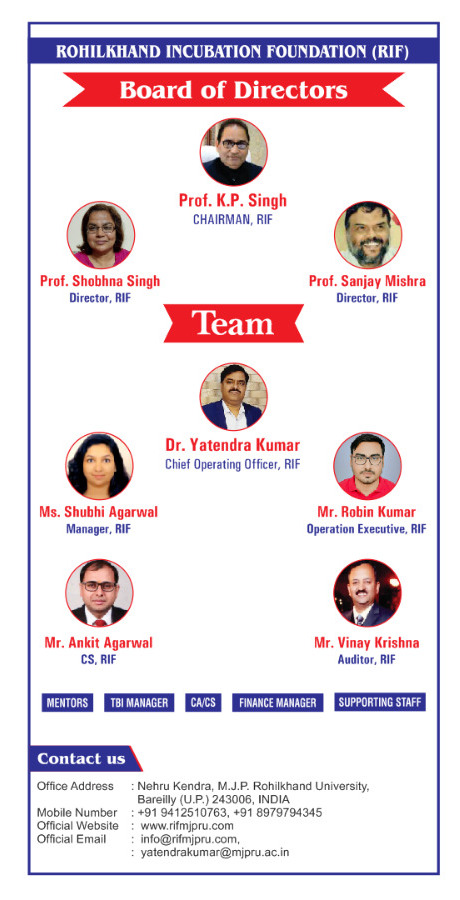 ROHILKHAND INCUBATION FOUNDATION (RIF)
Board of Directors
Prof. K.P. Singh
CHAIRMAN, RIF
Prof. Shobhna Singh
Director, RIF
Prof. Sanjay Mishra
Director, RIF
Team
Dr. Yatendra Kumar
Chief Operating Officer, RIF
Ms. Shubhi Agarwal
Manager, RIF
Mr. Robin Kumar
Operation Executive, RIF
Mr. Ankit Agarwal
CS, RIF
Mr. Vinay Krishna
Auditor, RIF
MENTORS TBI MANAGER CA/CS FINANCE MANAGER SUPPORTING STAFF
Contact us
Office Address : Nehru Kendra, M.J.P. Rohilkhand University,
Bareilly (U.P.) 243006, INDIA
Mobile Number : +91 9412510763, +91 8979794345
Official Website : www.rifmjpru.com
Official Email : info@rifmjpru.com,
: yatendrakumar@mjpru.ac.in